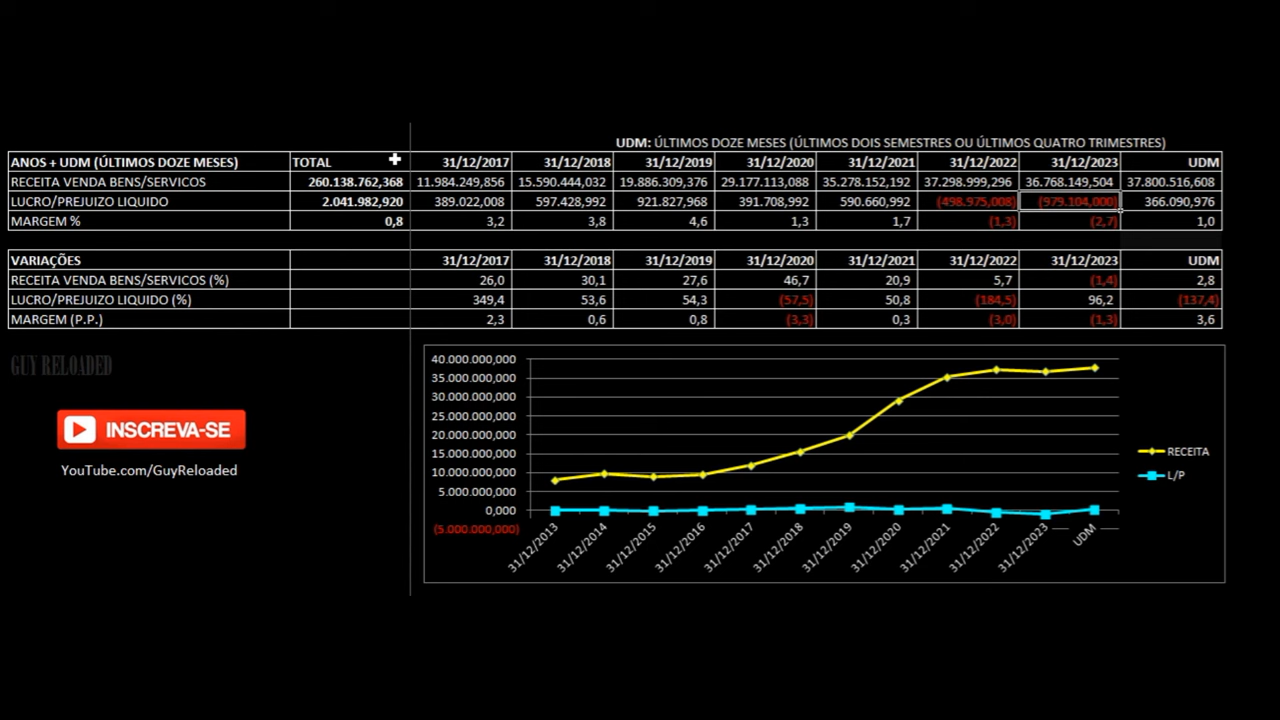 UDM: ÚLTIMOS DOZE MESES (ÚLTIMOS DOIS SEMESTRES OU ÚLTIMOS QUATRO TRIMESTRES)
ANOS + UDM (ÚLTIMOS DOZE MESES) TOTAL 31/12/2017 31/12/2018 31/12/2019 31/12/2020 31/12/2021 31/12/2022 31/12/2023 UDM
RECEITA VENDA BENS/SERVICOS 260.138.762,368 11.984.249,856 15.590.444,032 19.886.309,376 29.177.113,088 35.278.152,192 37.298.999,296 36.768.149,504 37.800.516,608
LUCRO/PREJUIZO LIQUIDO 2.041.982,920 389.022,008 597.428,992 921.827,968 391.708,992 590.660,992 (498.975,008) (979.104,000) 366.090,976
MARGEM % 0,8 3,2 3,8 4,6 1,3 1,7 (1,3) (2,7) 1,0
VARIAÇÕES 31/12/2017 31/12/2018 31/12/2019 31/12/2020 31/12/2021 31/12/2022 31/12/2023 UDM
RECEITA VENDA BENS/SERVICOS (%) 26,0 30,1 27,6 46,7 20,9 5,7 (1,4) 2,8
LUCRO/PREJUIZO LIQUIDO (%) 349,4 53,6 54,3 (57,5) 50,8 (184,5) 96,2 (137,4)
MARGEM (P.P.) 2,3 0,6 0,8 (3,3) 0,3 (3,0) (1,3) 3,6
GUY RELOADED
INSCREVA-SE
YouTube.com/GuyReloaded
40.000.000,000
35.000.000,000
30.000.000,000
25.000.000,000
20.000.000,000
15.000.000,000
10.000.000,000
5.000.000,000
0,000
(5.000.000,000)
31/12/2013 31/12/2014 31/12/2015 31/12/2016 31/12/2017 31/12/2018 31/12/2019 31/12/2020 31/12/2021 31/12/2022 31/12/2023 UDM
RECEITA
L/P